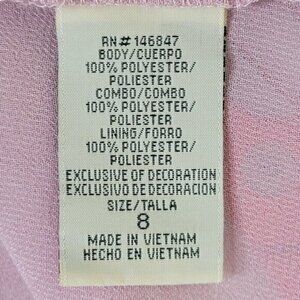 RN# 146847
BODY/CUERPO
100% POLYESTER/
POLIESTER
COMBO/COMBO
100% POLYESTER/
POLIESTER
LINING/FORRO
100% POLYESTER/
POLIESTER
EXCLUSIVE OF DECORATION
EXCLUSIVO DE DECORACION
SIZE/TALLA
8
MADE IN VIETNAM
HECHO EN VIETNAM